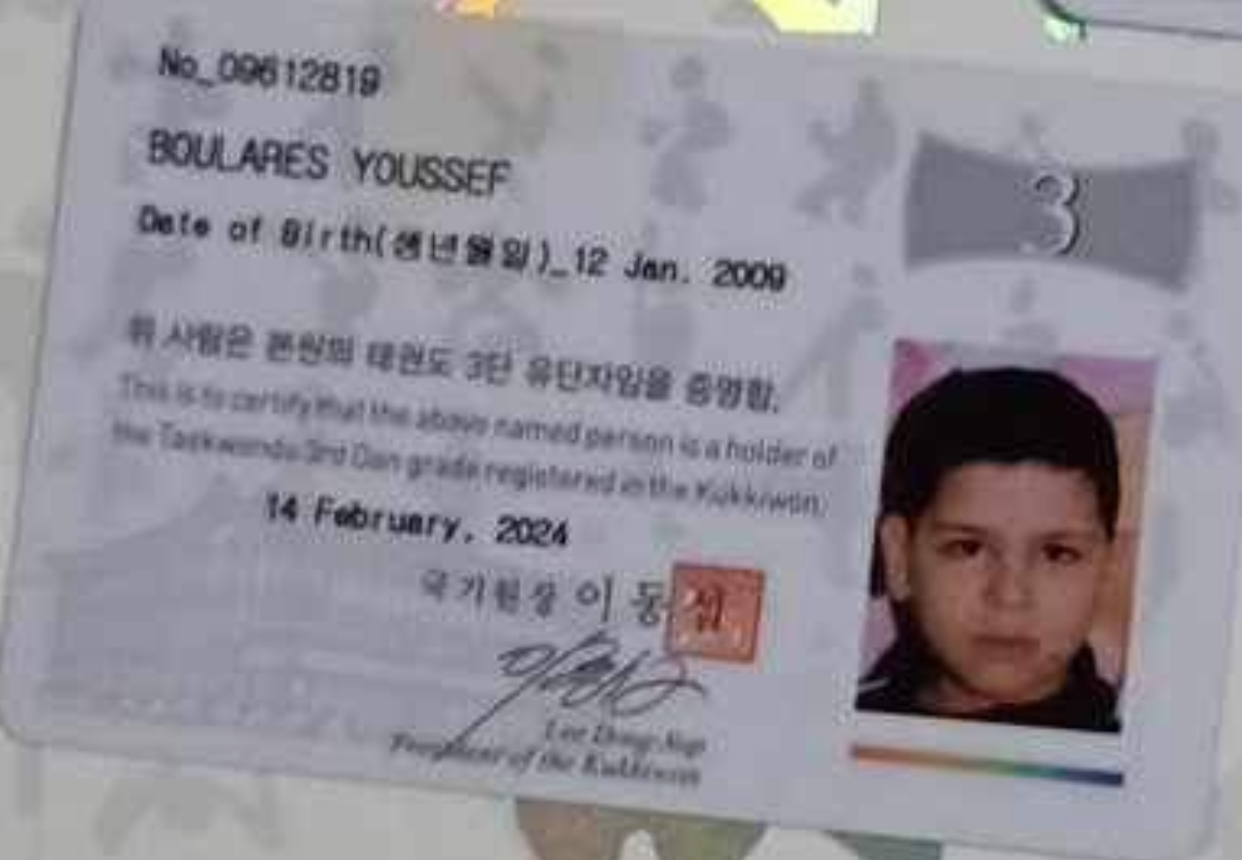 No_09612819
BOULARES YOUSSEF
Date of Birth(생년월일)_12 Jan. 2009
3
위 사람은 본원의 태권도 3단 유단자임을 증명함.
This is to certify that the above named person is a holder of
the Taekwondo 3rd Dan grade registered in the Kukkiwon.
14 February, 2024
국기원장 이 동 섭
Lee Dong Sup
President of the Kukkiwon